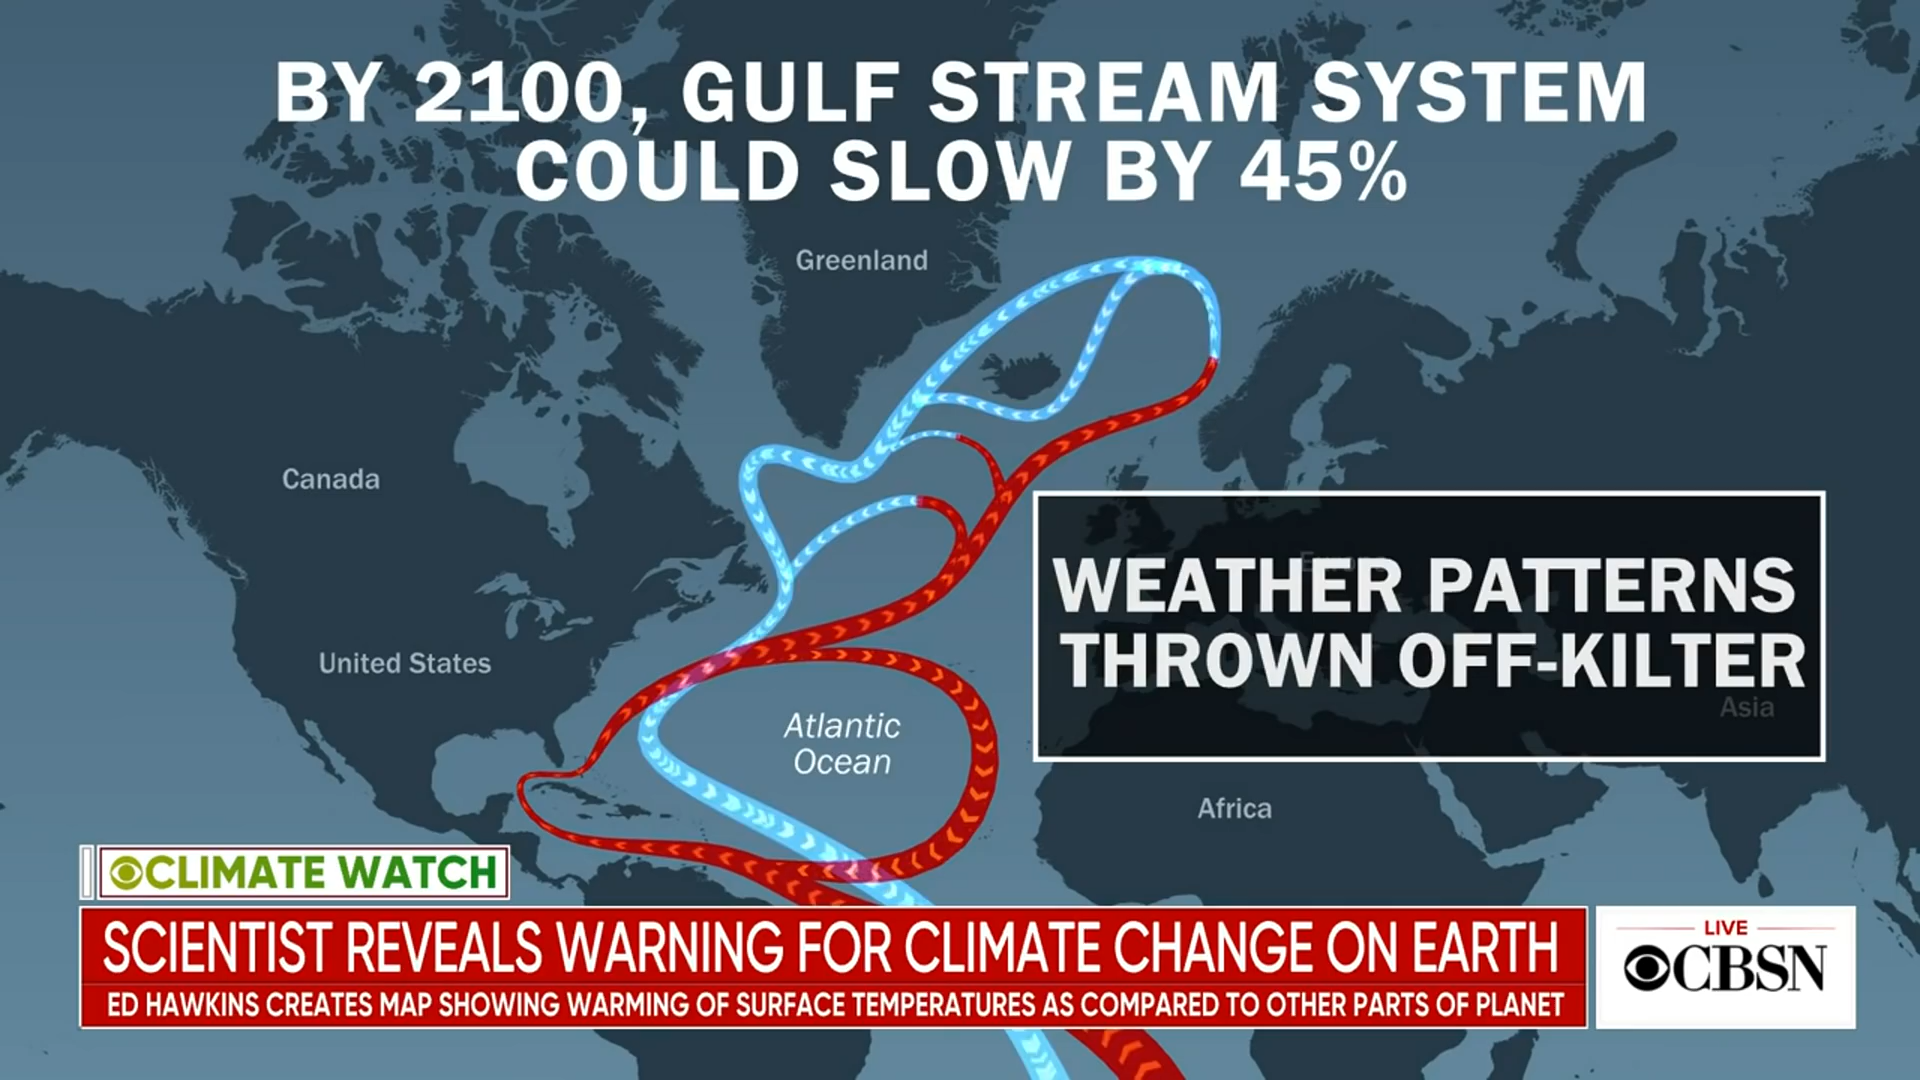 BY 2100, GULF STREAM SYSTEM
COULD SLOW BY 45%
Greenland
Canada
United States
Atlantic
Ocean
Europe
WEATHER PATTERNS
THROWN OFF-KILTER
Asia
Africa
CLIMATE WATCH
SCIENTIST REVEALS WARNING FOR CLIMATE CHANGE ON EARTH
ED HAWKINS CREATES MAP SHOWING WARMING OF SURFACE TEMPERATURES AS COMPARED TO OTHER PARTS OF PLANET
LIVE
CBSN